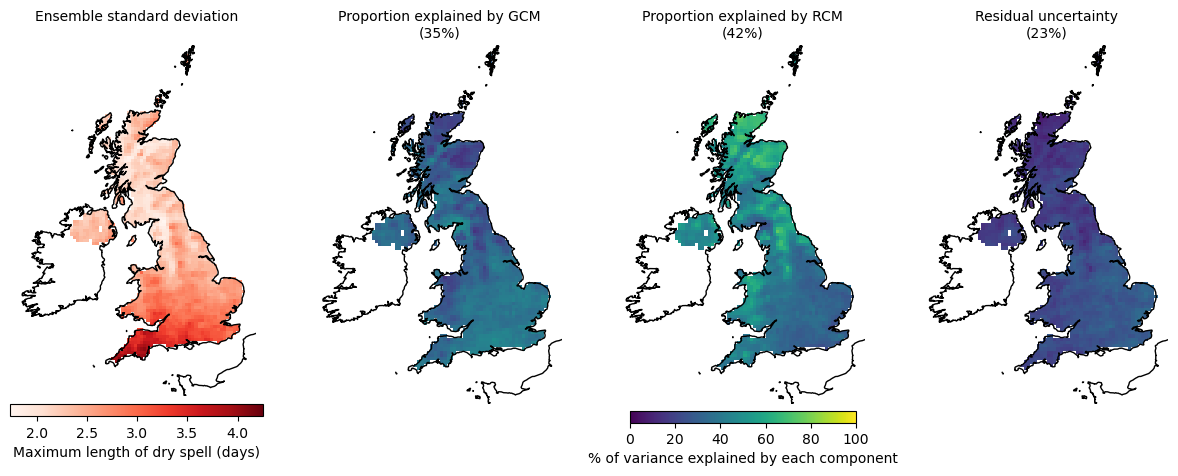 Ensemble standard deviation
Proportion explained by GCM
(35%)
Proportion explained by RCM
(42%)
Residual uncertainty
(23%)
2.0 2.5 3.0 3.5 4.0
Maximum length of dry spell (days)
0 20 40 60 80 100
% of variance explained by each component